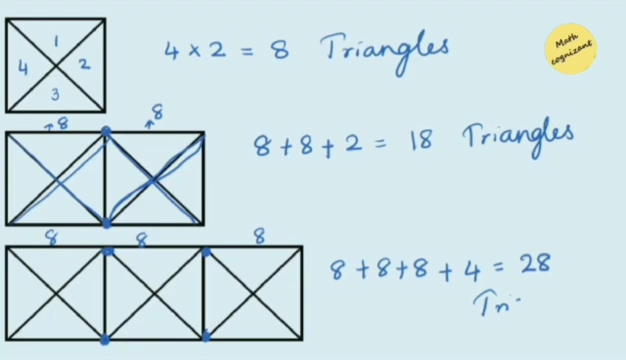 1
4 2
3
4 × 2 = 8 Triangles
Math
cognizant
8 8
8 + 8 + 2 = 18 Triangles
8 8 8
8 + 8 + 8 + 4 = 28
Tri